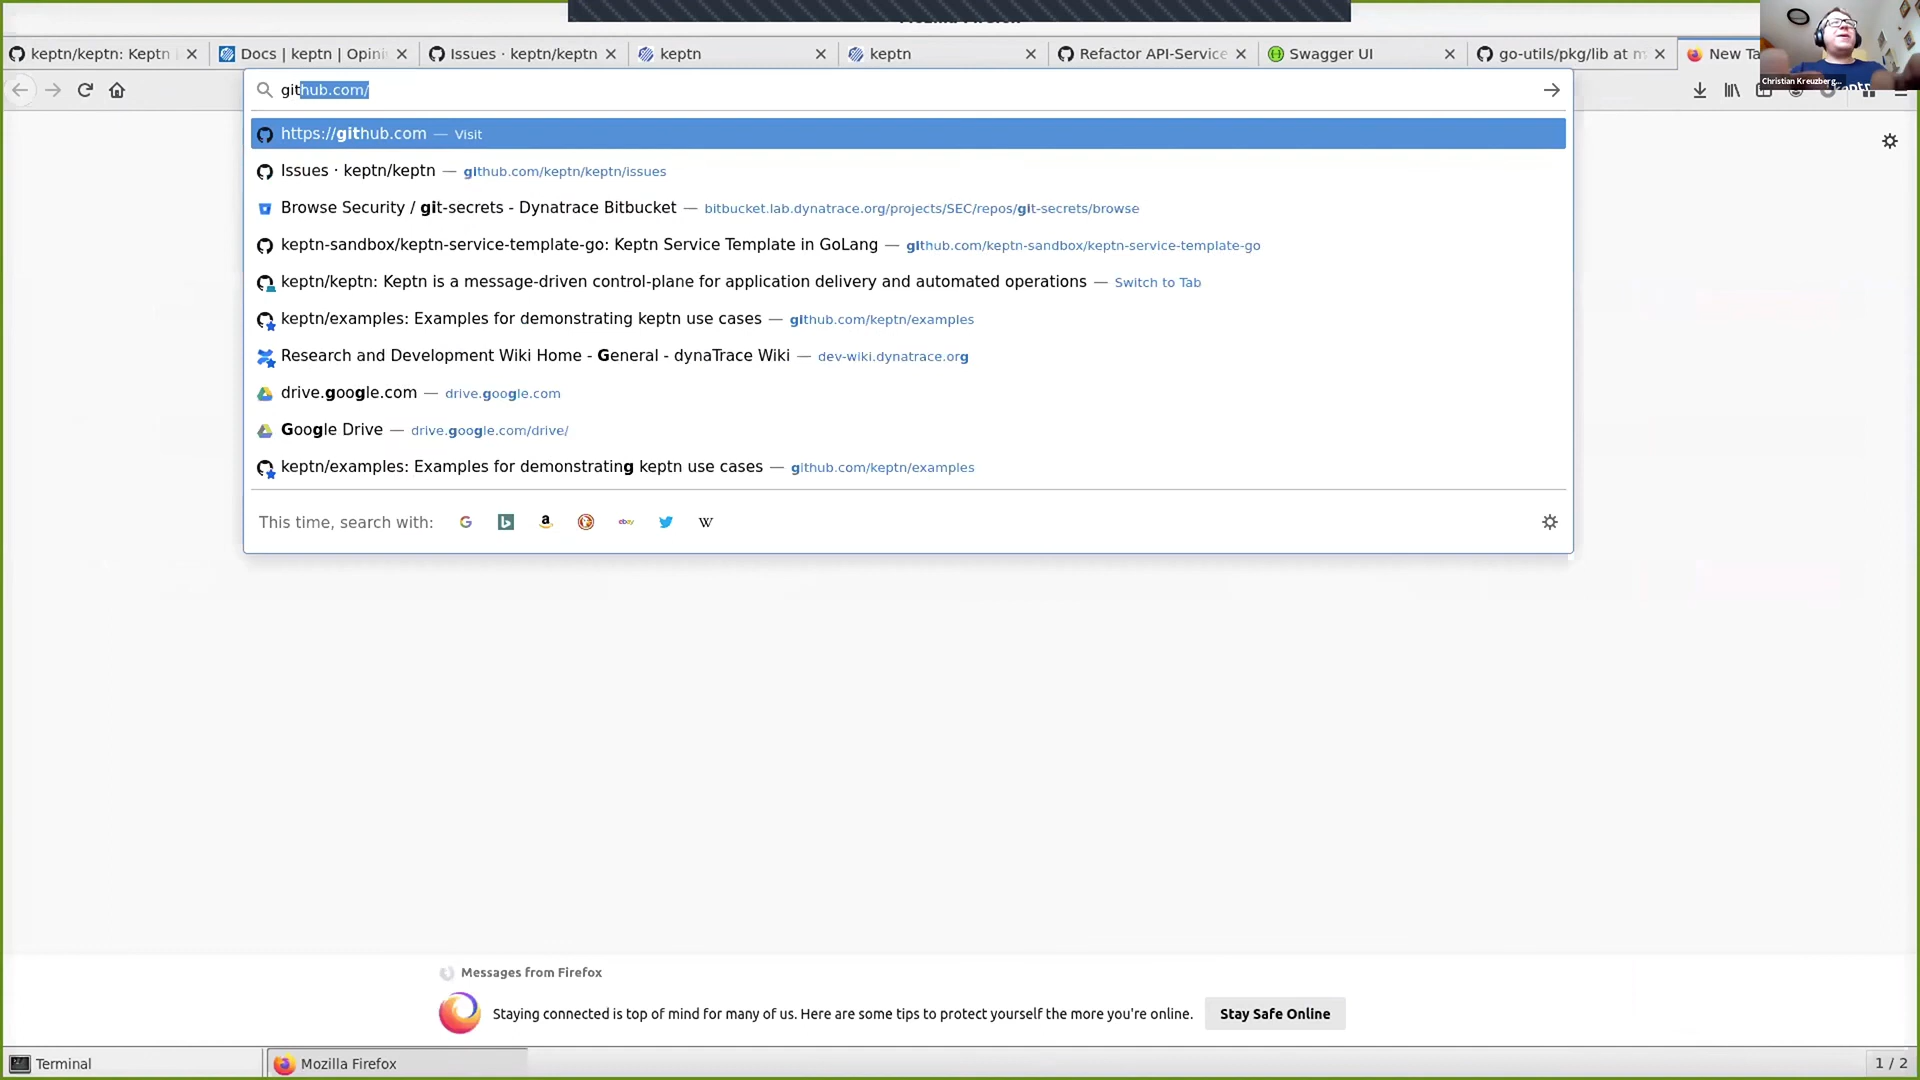 keptn/keptn: Keptn
Docs | keptn | Opini
Issues · keptn/keptn
keptn
keptn
Refactor API-Service
Swagger UI
go-utils/pkg/lib at m
New Ta
Christian Kreuzberg...
github.com/
https://github.com — Visit
Issues · keptn/keptn — github.com/keptn/keptn/issues
Browse Security / git-secrets - Dynatrace Bitbucket — bitbucket.lab.dynatrace.org/projects/SEC/repos/git-secrets/browse
keptn-sandbox/keptn-service-template-go: Keptn Service Template in GoLang — github.com/keptn-sandbox/keptn-service-template-go
keptn/keptn: Keptn is a message-driven control-plane for application delivery and automated operations — Switch to Tab
keptn/examples: Examples for demonstrating keptn use cases — github.com/keptn/examples
Research and Development Wiki Home - General - dynaTrace Wiki — dev-wiki.dynatrace.org
drive.google.com — drive.google.com
Google Drive — drive.google.com/drive/
keptn/examples: Examples for demonstrating keptn use cases — github.com/keptn/examples
This time, search with:
Messages from Firefox
Staying connected is top of mind for many of us. Here are some tips to protect yourself the more you're online.
Stay Safe Online
Terminal
Mozilla Firefox
1 / 2